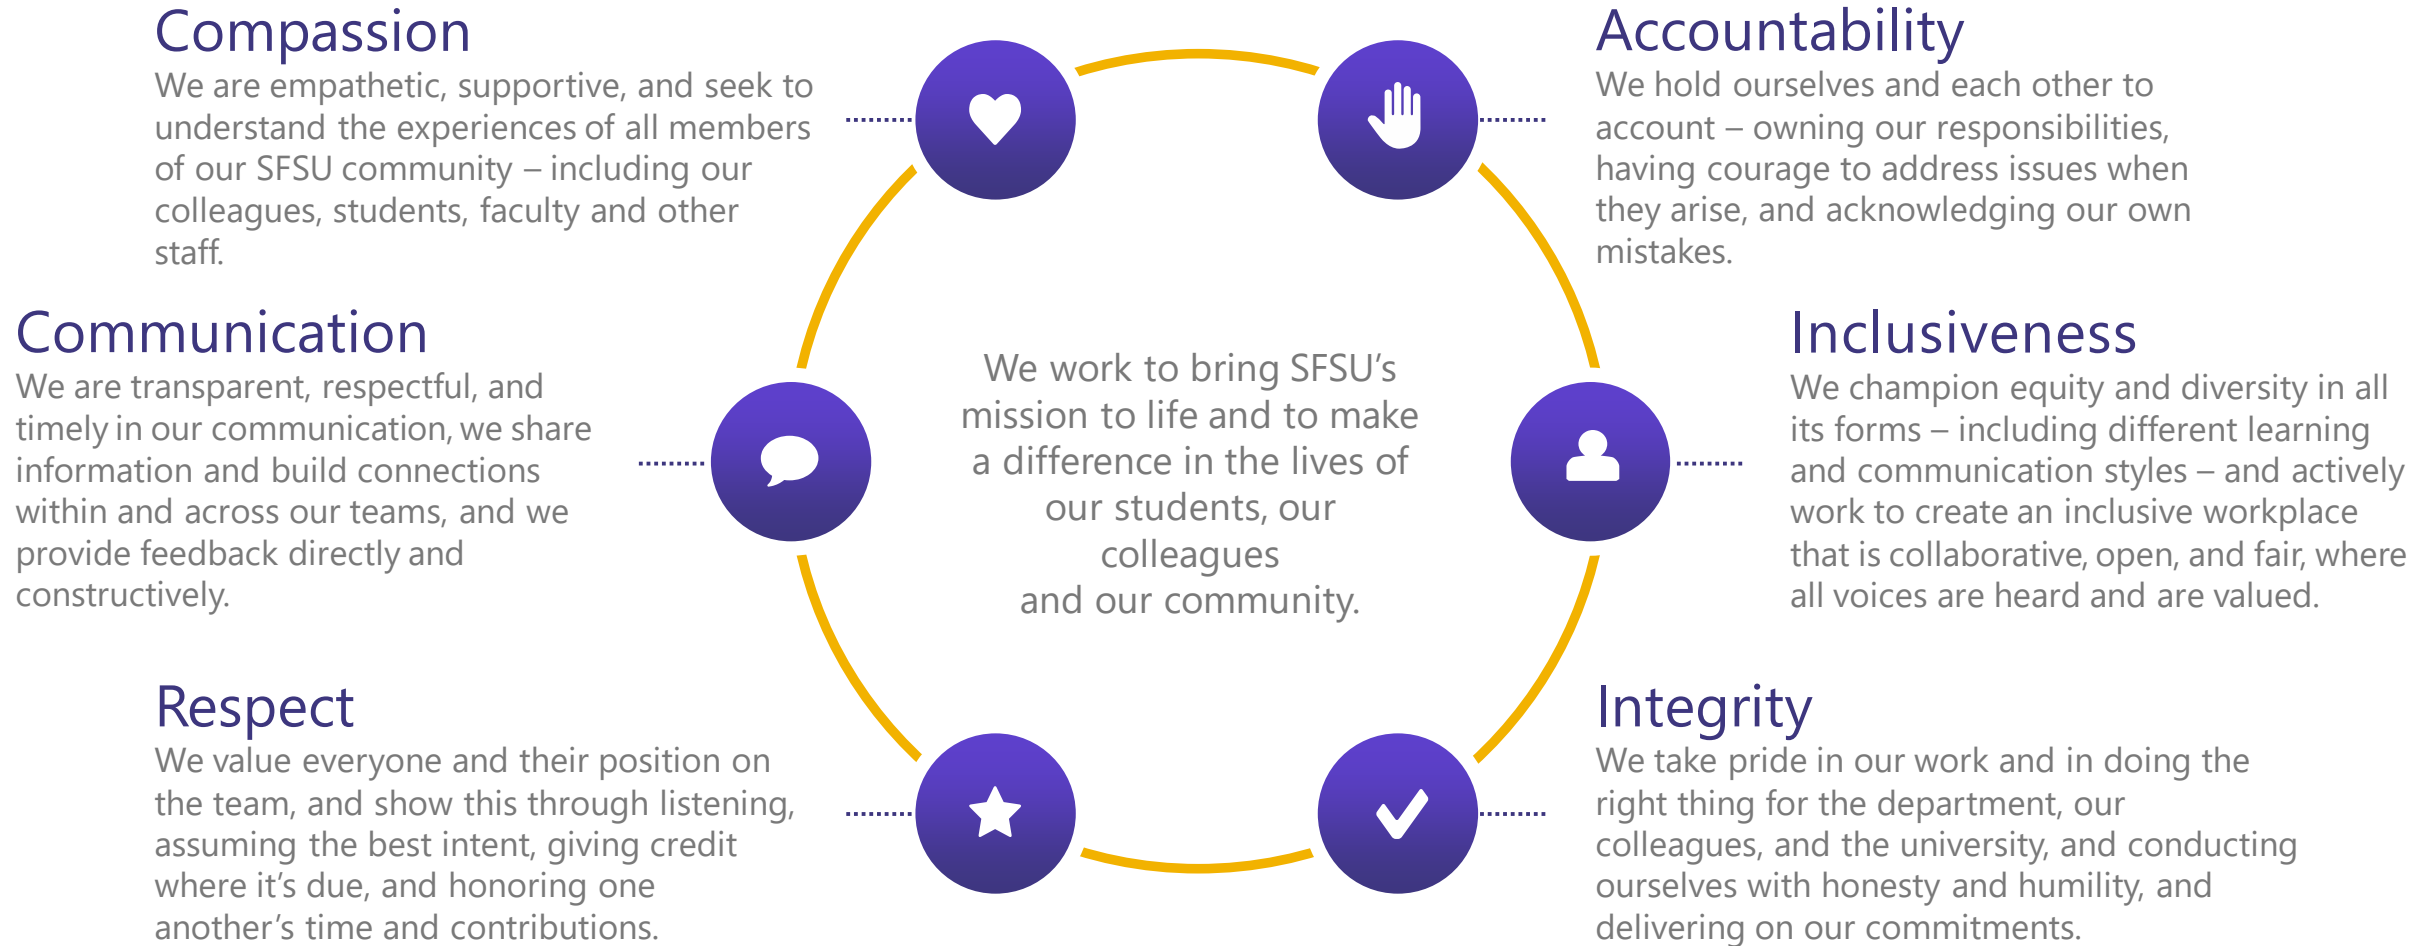 Compassion
We are empathetic, supportive, and seek to
understand the experiences of all members
of our SFSU community – including our
colleagues, students, faculty and other
staff.
Communication
We are transparent, respectful, and
timely in our communication, we share
information and build connections
within and across our teams, and we
provide feedback directly and
constructively.
Respect
We value everyone and their position on
the team, and show this through listening,
assuming the best intent, giving credit
where it’s due, and honoring one
another’s time and contributions.
We work to bring SFSU’s
mission to life and to make
a difference in the lives of
our students, our
colleagues
and our community.
Accountability
We hold ourselves and each other to
account – owning our responsibilities,
having courage to address issues when
they arise, and acknowledging our own
mistakes.
Inclusiveness
We champion equity and diversity in all
its forms – including different learning
and communication styles – and actively
work to create an inclusive workplace
that is collaborative, open, and fair, where
all voices are heard and are valued.
Integrity
We take pride in our work and in doing the
right thing for the department, our
colleagues, and the university, and conducting
ourselves with honesty and humility, and
delivering on our commitments.